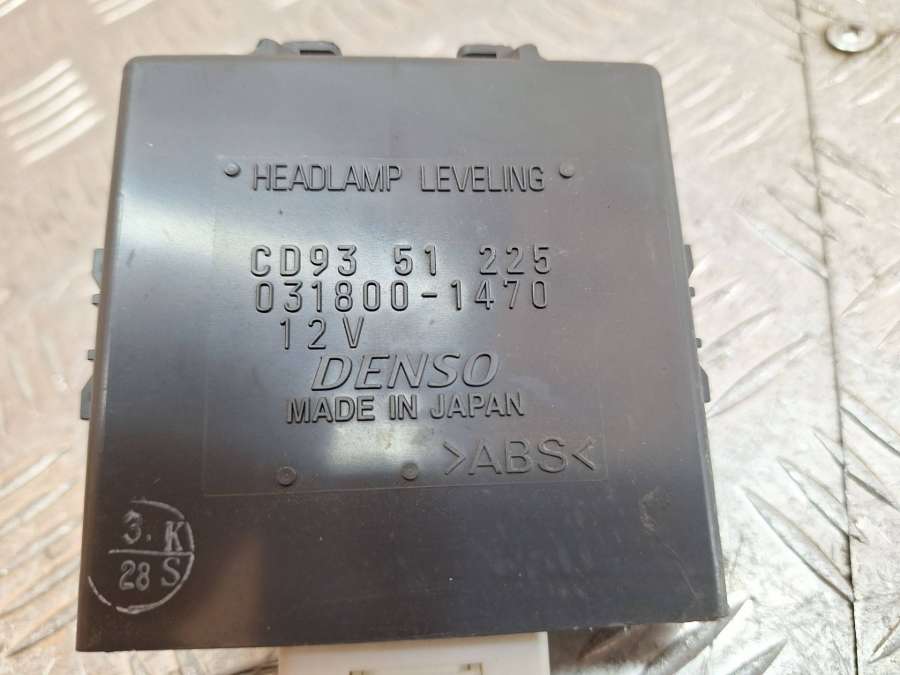 HEADLAMP LEVELING
CD93 51 225
031800-1470
12V
DENSO
MADE IN JAPAN
>ABS<
3. K
28 S